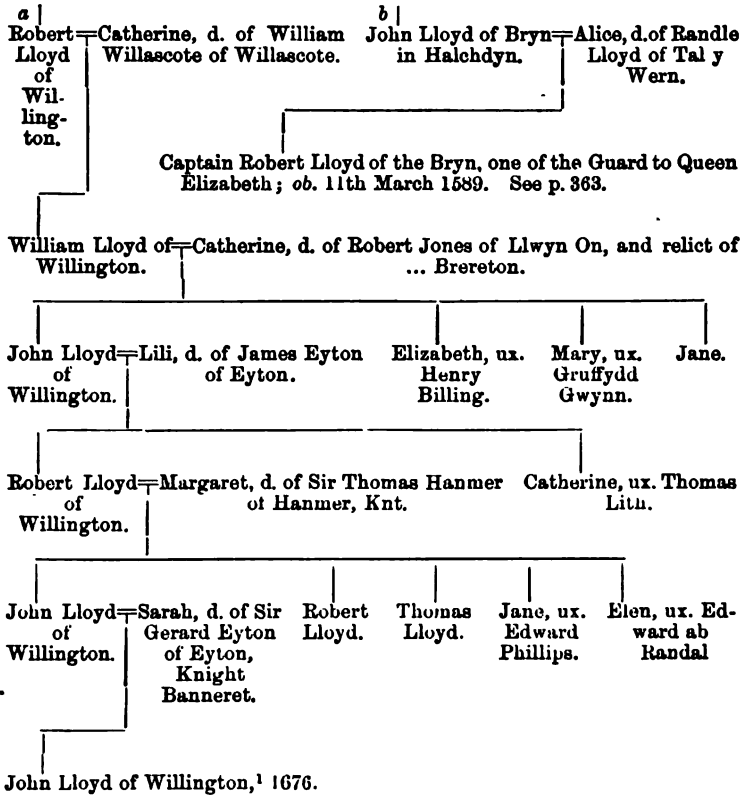 a b
Robert Catherine, d. of William John Lloyd of Bryn Alice, d. of Randle
Lloyd Willascote of Willascote. in Halchdyn. Lloyd of Tal y
of Wern.
Wil-
ling-
ton.
Captain Robert Lloyd of the Bryn, one of the Guard to Queen
Elizabeth; ob. 11th March 1589. See p. 363.
William Lloyd of Catherine, d. of Robert Jones of Llwyn On, and relict of
Willington. ... Brereton.
John Lloyd Lili, d. of James Eyton Elizabeth, ux. Mary, ux. Jane.
of of Eyton. Henry Gruffydd
Willington. Billing. Gwynn.
Robert Lloyd Margaret, d. of Sir Thomas Hanmer Catherine, ux. Thomas
of of Hanmer, Knt. Lith.
Willington.
John Lloyd Sarah, d. of Sir Robert Thomas Jane, ux. Elen, ux. Ed-
of Gerard Eyton Lloyd. Lloyd. Edward ward ab
Willington. of Eyton, Phillips. Randal
Knight
Banneret.
John Lloyd of Willington,¹ 1676.